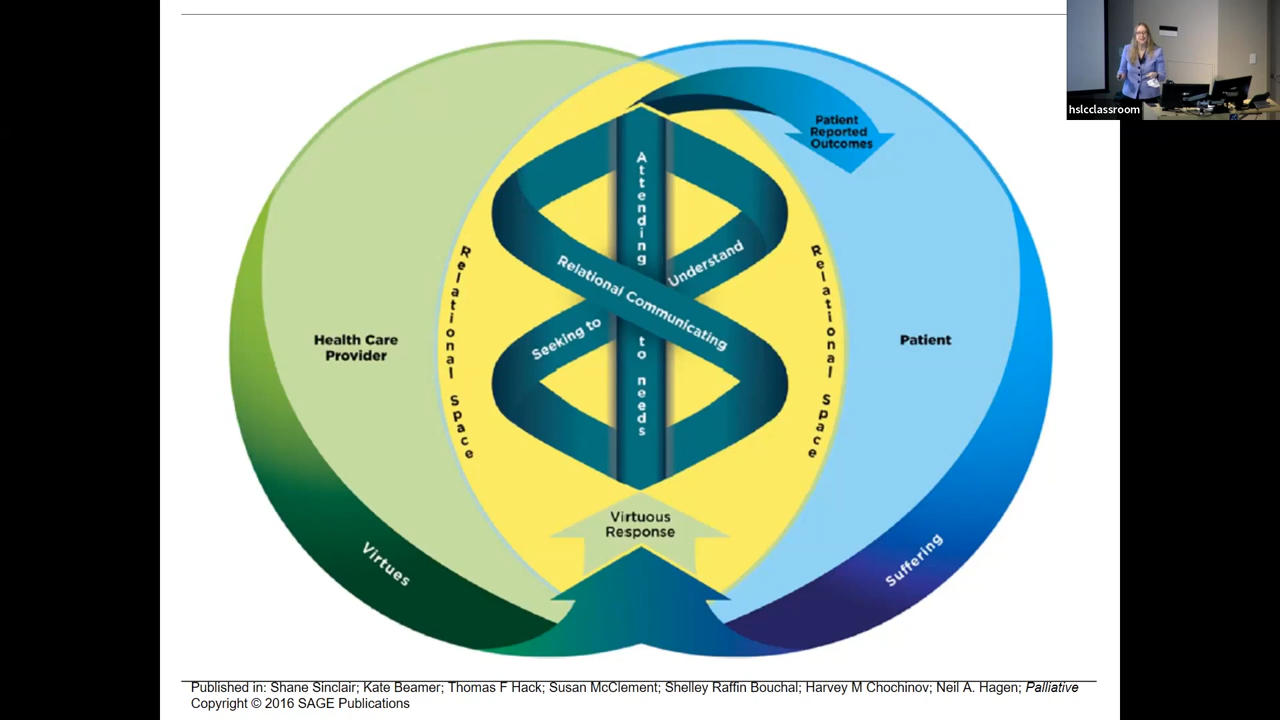 hslcclassroom
Patient
Reported
Outcomes
Attending to needs
Relational Communicating
Seeking to Understand
Relational Space
Relational Space
Health Care
Provider
Patient
Virtuous
Response
Virtues
Suffering
Published in: Shane Sinclair; Kate Beamer; Thomas F Hack; Susan McClement; Shelley Raffin Bouchal; Harvey M Chochinov; Neil A. Hagen; Palliative
Copyright © 2016 SAGE Publications